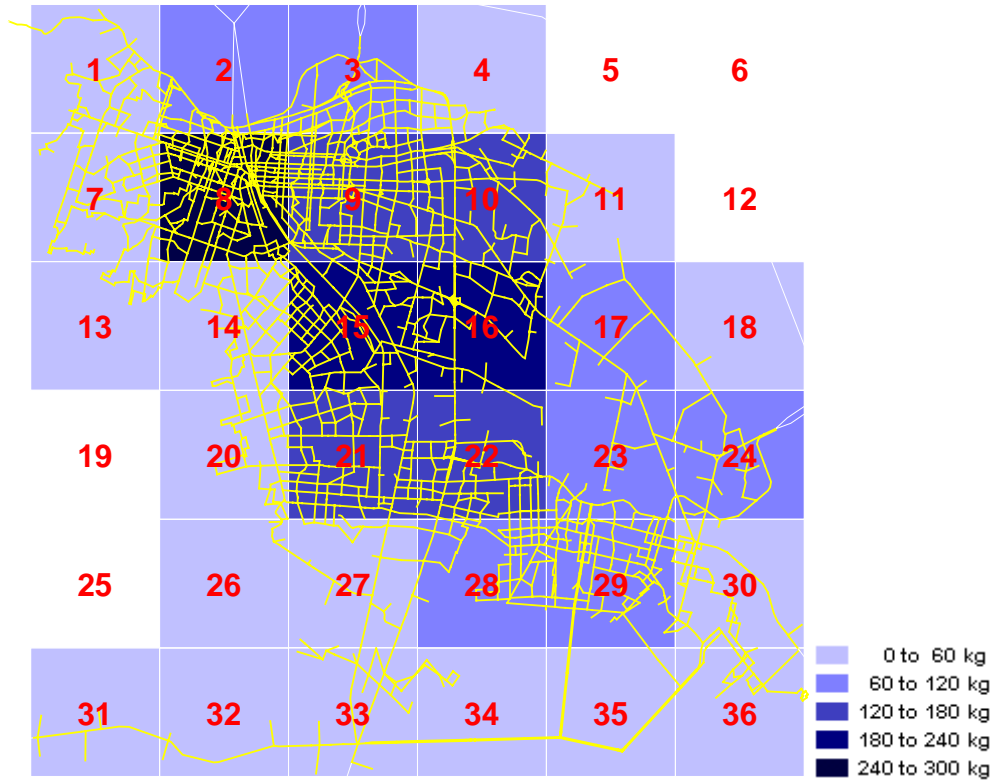 1 2 3 4 5 6
7 8 9 10 11 12
13 14 15 16 17 18
19 20 21 22 23 24
25 26 27 28 29 30
31 32 33 34 35 36
0 to 60 kg
60 to 120 kg
120 to 180 kg
180 to 240 kg
240 to 300 kg